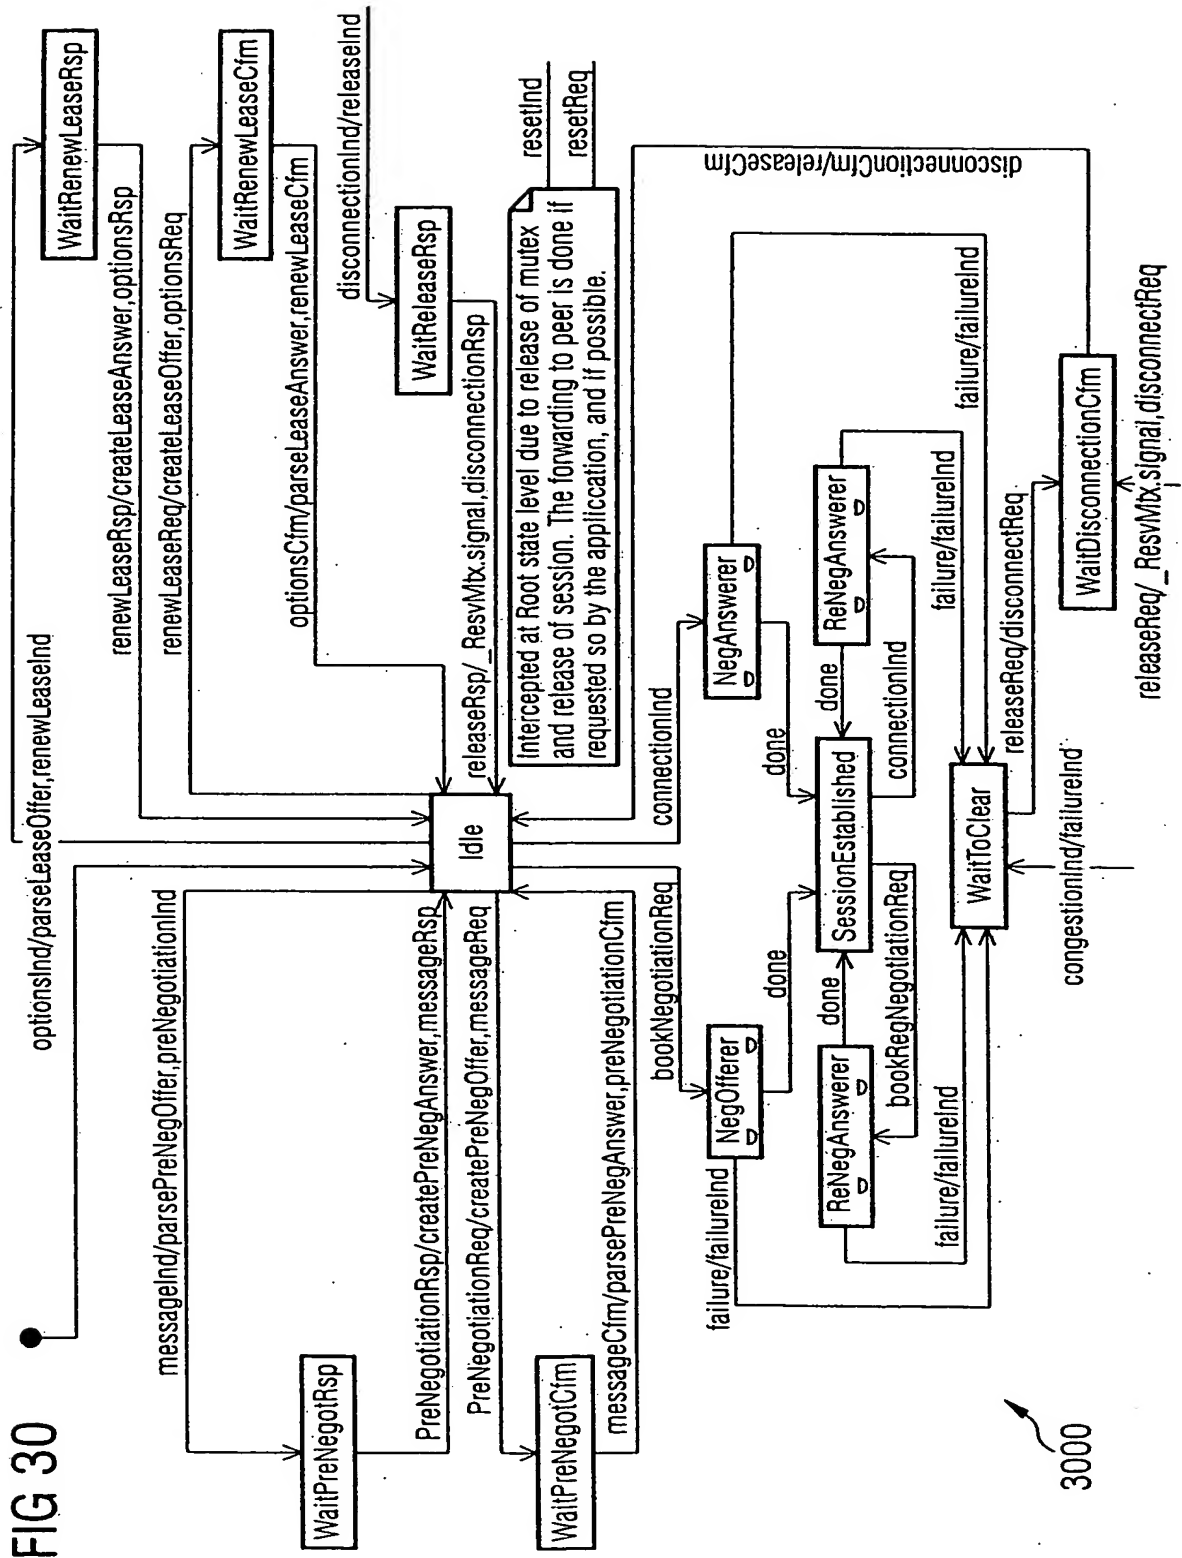 FIG 30
optionsInd/parseLeaseOffer,renewLeaseInd
WaitRenewLeaseRsp
renewLeaseRsp/createLeaseAnswer,optionsRsp
renewLeaseReq/createLeaseOffer,optionsReq
WaitRenewLeaseCfm
optionsCfm/parseLeaseAnswer,renewLeaseCfm
disconnectionInd/releaseInd
WaitReleaseRsp
releaseRsp/_ResvMtx.signal,disconnectionRsp
messageInd/parsePreNegOffer,preNegotiationInd
WaitPreNegotRsp
PreNegotiationRsp/createPreNegAnswer,messageRsp
PreNegotiationReq/createPreNegOffer,messageReq
WaitPreNegotCfm
messageCfm/parsePreNegAnswer,preNegotiationCfm
Idle
Intercepted at Root state level due to release of mutex
and release of session. The forwarding to peer is done if
requested so by the application, and if possible.
resetInd
resetReq
bookNegotiationReq
connectionInd
NegOfferer
NegAnswerer
failure/failureInd
done
done
failure/failureInd
disconnectionCfm/releaseCfm
ReNegAnswerer
done
SessionEstablished
done
ReNegAnswerer
bookRegNegotiationReq
connectionInd
failure/failureInd
failure/failureInd
WaitToClear
releaseReq/disconnectReq
WaitDisconnectionCfm
congestionInd/failureInd
releaseReq/_ResvMtx.signal,disconnectReq
3000